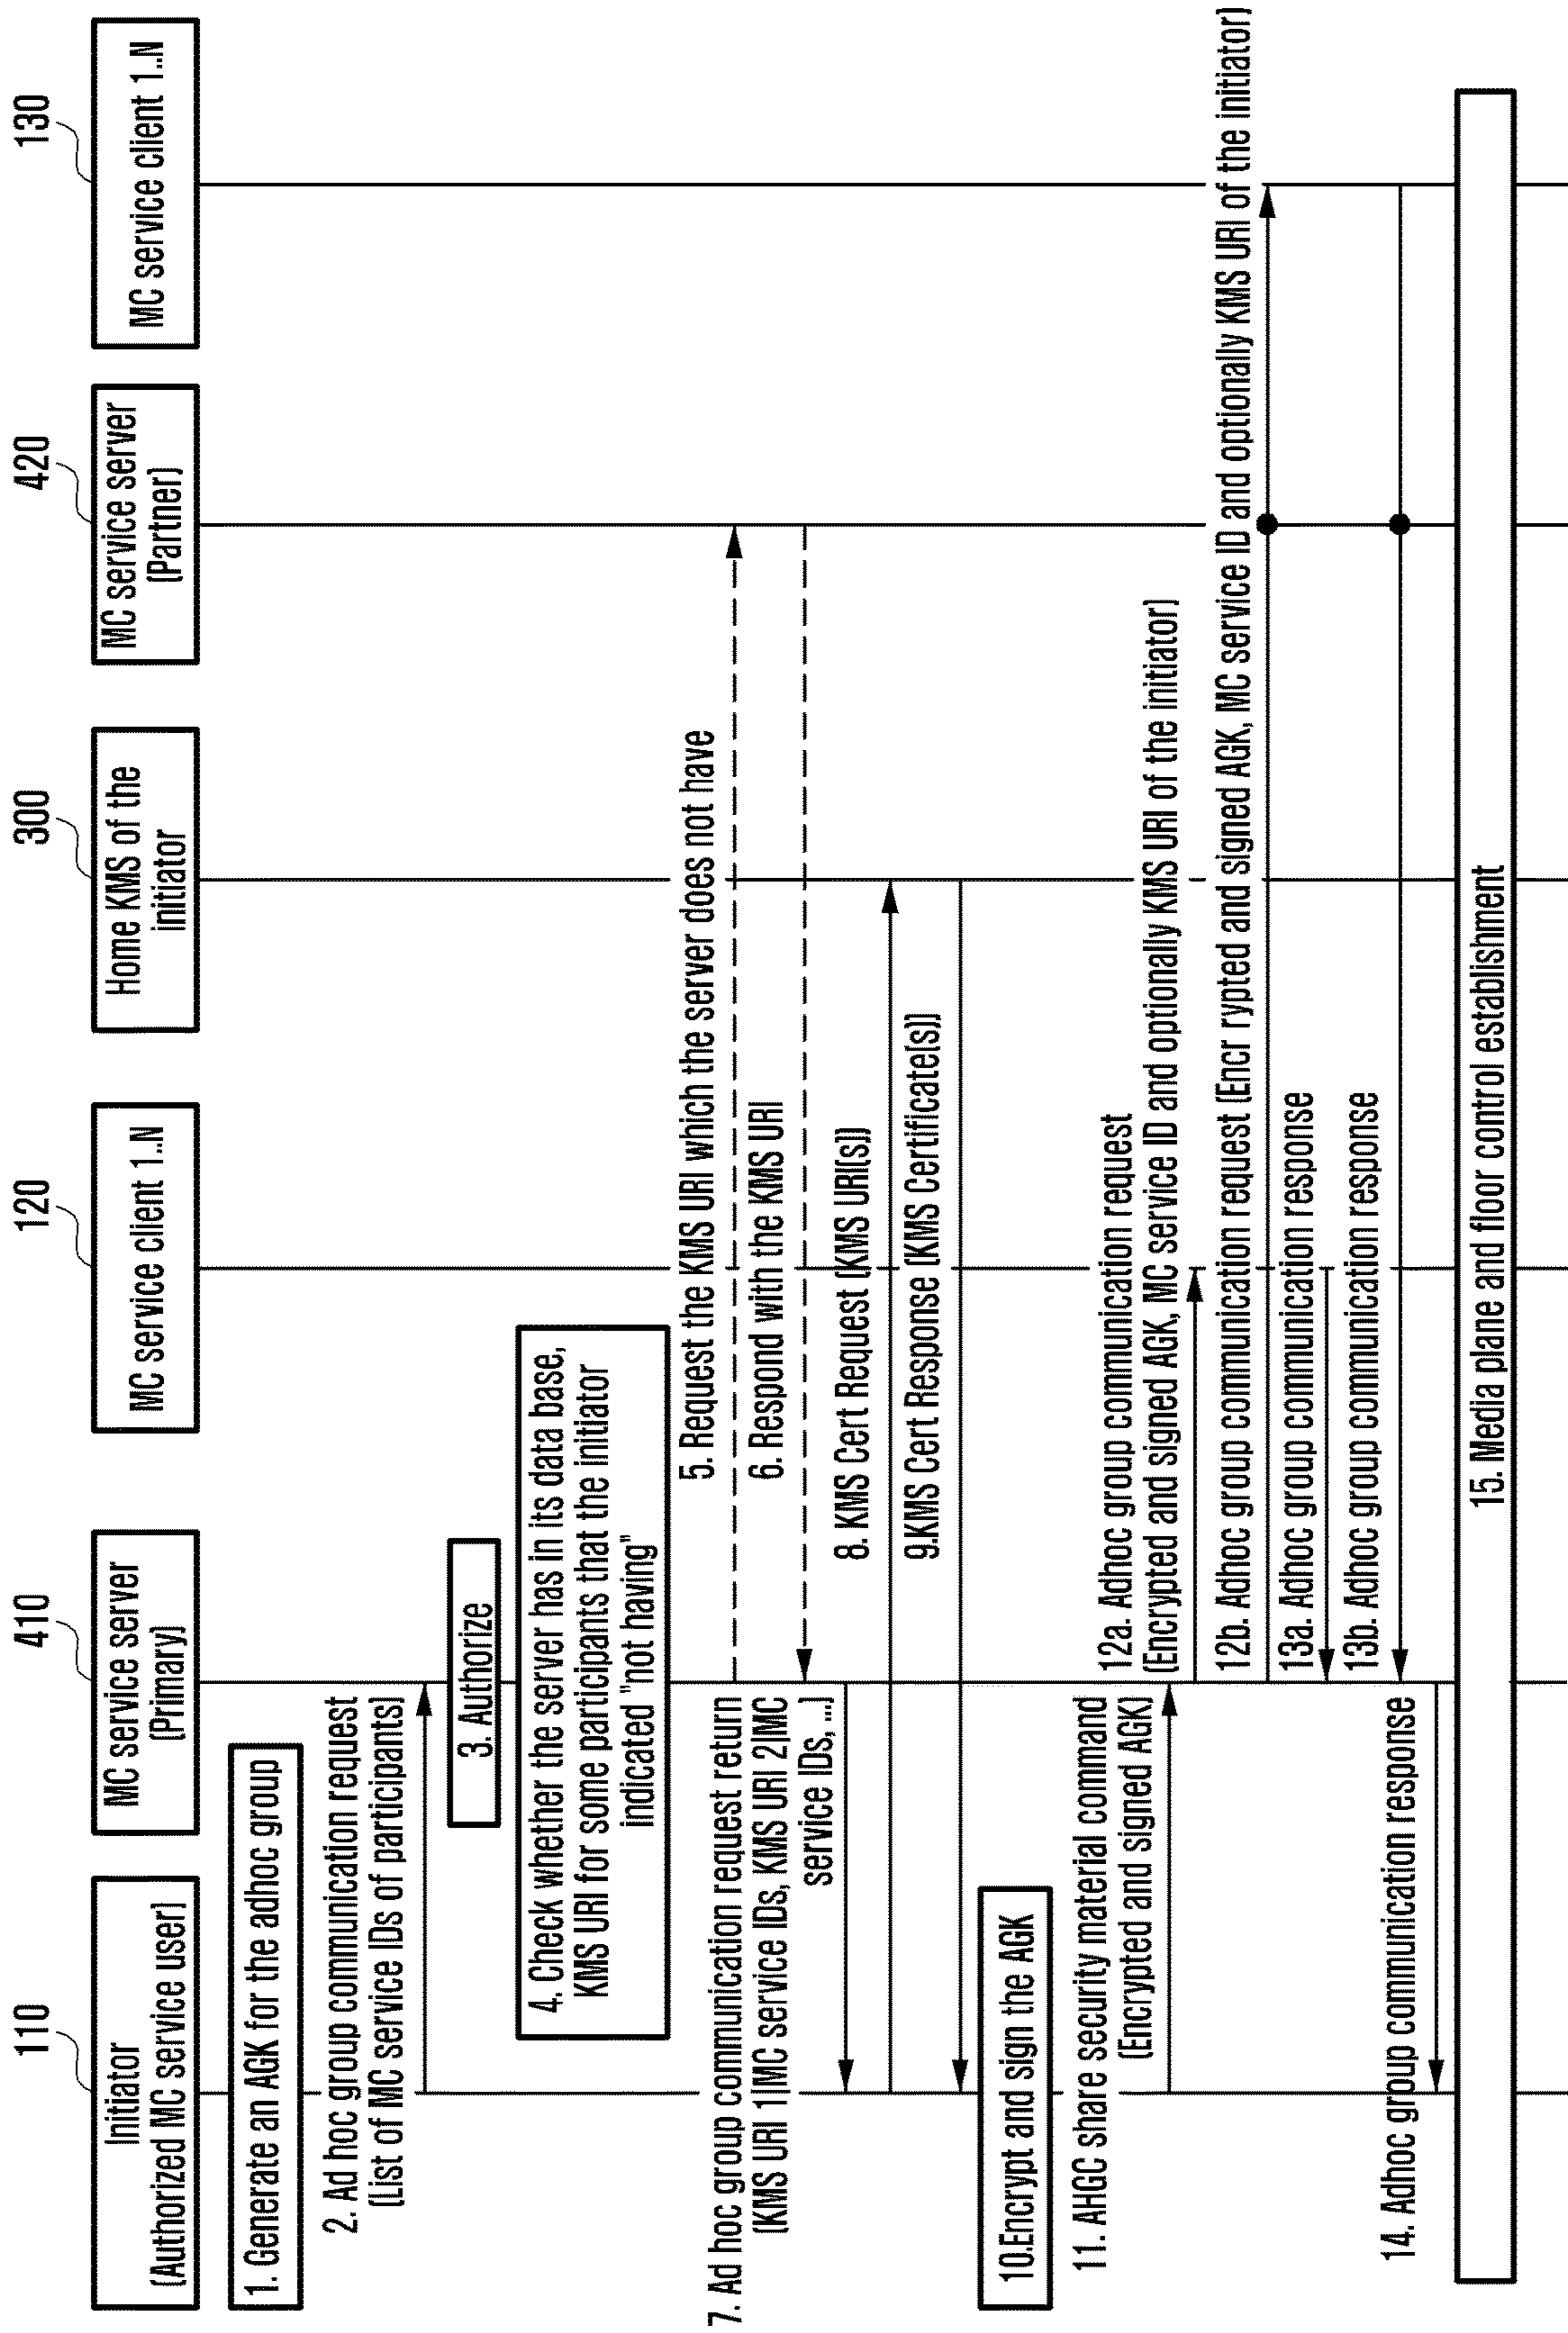 110
Initiator
(Authorized MC service user)
410
MC service server
(Primary)
120
MC service client 1..N
300
Home KMS of the
initiator
420
MC service server
(Partner)
130
MC service client 1..N
1. Generate an AGK for the adhoc group
2. Ad hoc group communication request
(List of MC service IDs of participants)
3. Authorize
4. Check whether the server has in its data base,
KMS URI for some participants that the initiator
indicated "not having"
5. Request the KMS URI which the server does not have
6. Respond with the KMS URI
7. Ad hoc group communication request return
(KMS URI 1|MC service IDs, KMS URI 2|MC
service IDs, ...)
8. KMS Cert Request (KMS URI(s))
9.KMS Cert Response (KMS Certificate(s))
10.Encrypt and sign the AGK
11. AHGC share security material command
(Encrypted and signed AGK)
12a. Adhoc group communication request
(Encrypted and signed AGK, MC service ID and optionally KMS URI of the initiator)
12b. Adhoc group communication request (Encr rypted and signed AGK, MC service ID and optionally KMS URI of the initiator)
13a. Adhoc group communication response
13b. Adhoc group communication response
14. Adhoc group communication response
15. Media plane and floor control establishment